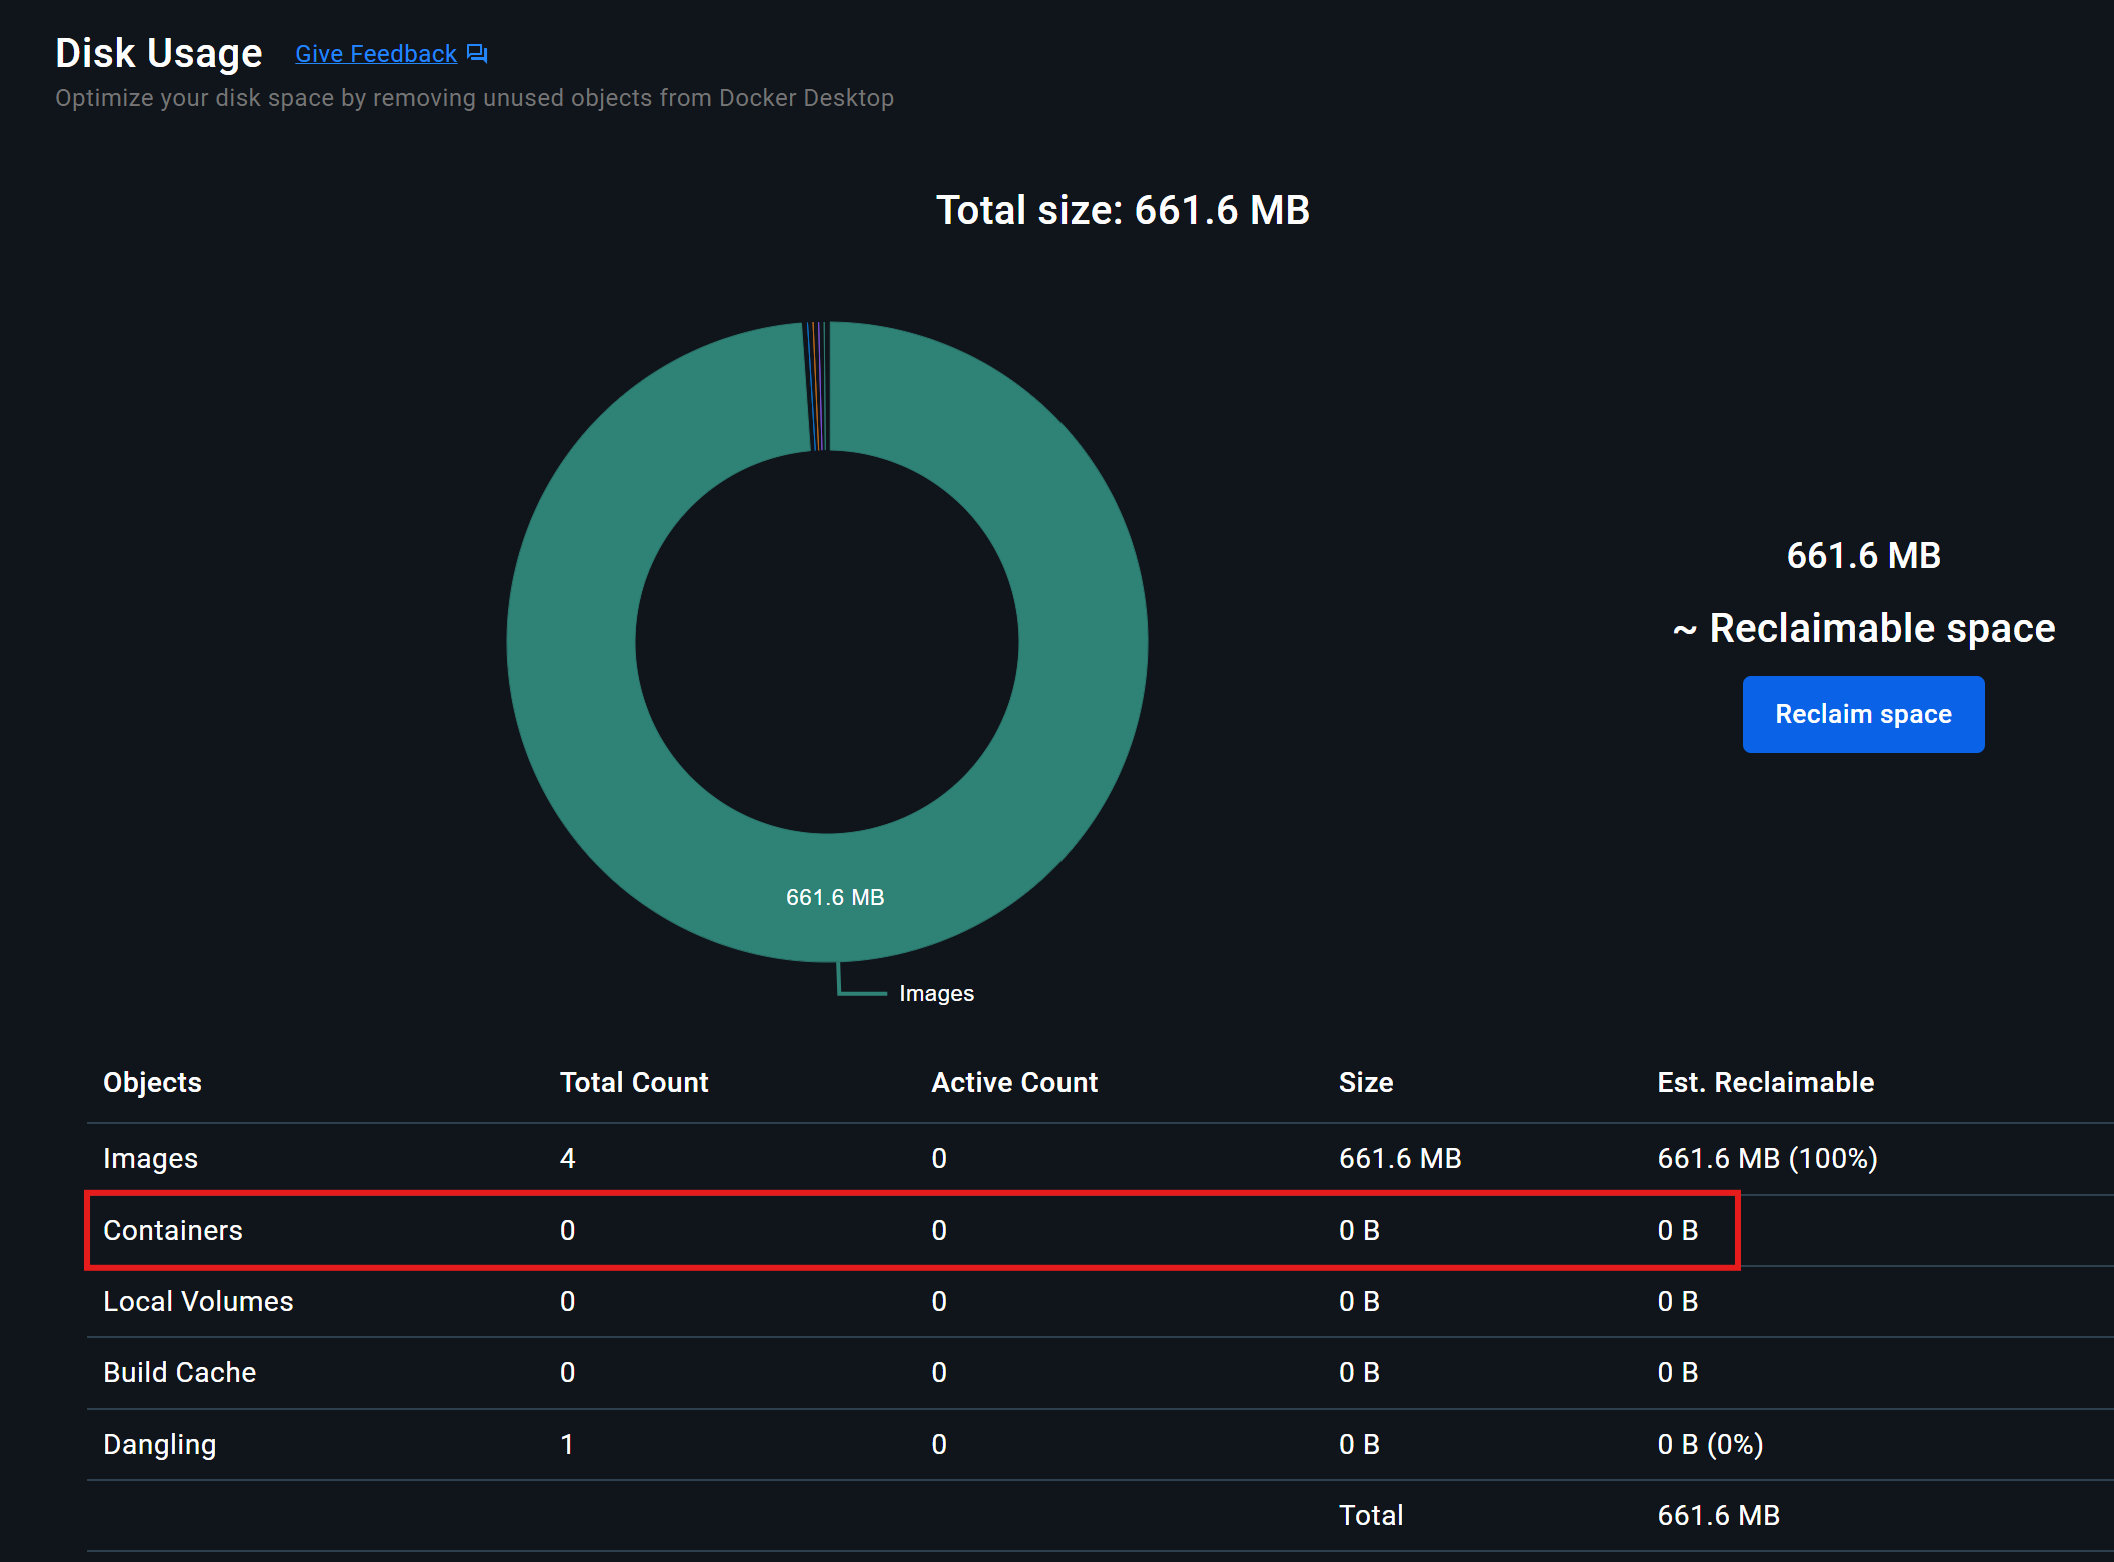 Disk Usage Give Feedback
Optimize your disk space by removing unused objects from Docker Desktop
Total size: 661.6 MB
661.6 MB
~ Reclaimable space
Reclaim space
661.6 MB
Images
Objects Total Count Active Count Size Est. Reclaimable
Images 4 0 661.6 MB 661.6 MB (100%)
Containers 0 0 0 B 0 B
Local Volumes 0 0 0 B 0 B
Build Cache 0 0 0 B 0 B
Dangling 1 0 0 B 0 B (0%)
Total 661.6 MB